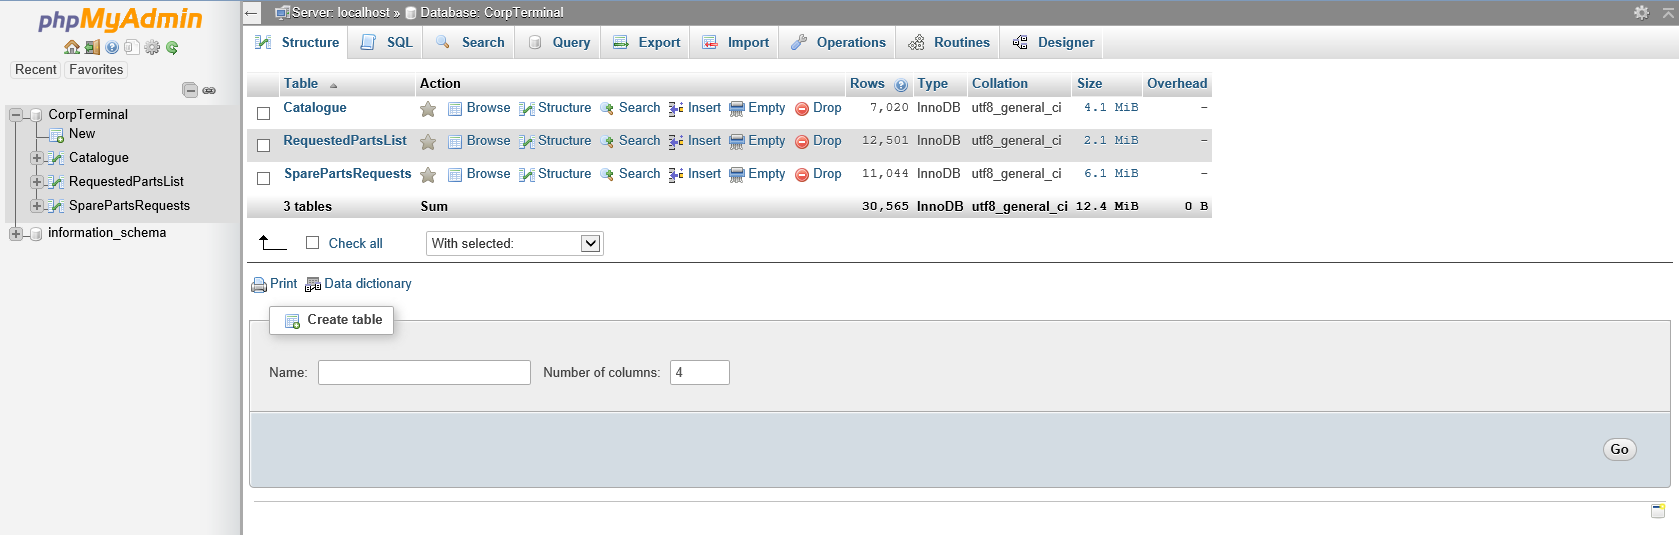 phpMyAdmin
Recent Favorites
CorpTerminal
New
Catalogue
RequestedPartsList
SparePartsRequests
information_schema
Server: localhost » Database: CorpTerminal
Structure SQL Search Query Export Import Operations Routines Designer
Table Action Rows Type Collation Size Overhead
Catalogue Browse Structure Search Insert Empty Drop 7,020 InnoDB utf8_general_ci 4.1 MiB -
RequestedPartsList Browse Structure Search Insert Empty Drop 12,501 InnoDB utf8_general_ci 2.1 MiB -
SparePartsRequests Browse Structure Search Insert Empty Drop 11,044 InnoDB utf8_general_ci 6.1 MiB -
3 tables Sum 30,565 InnoDB utf8_general_ci 12.4 MiB 0 B
Check all With selected:
Print Data dictionary
Create table
Name: Number of columns: 4
Go